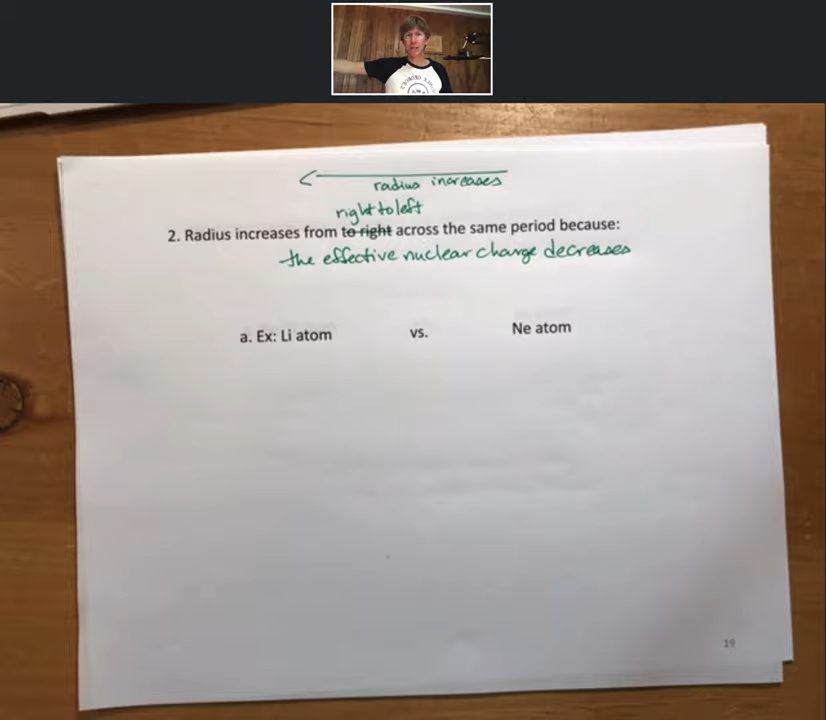 radius increases
right to left
2. Radius increases from to right across the same period because:
the effective nuclear charge decreases
a. Ex: Li atom vs. Ne atom
19